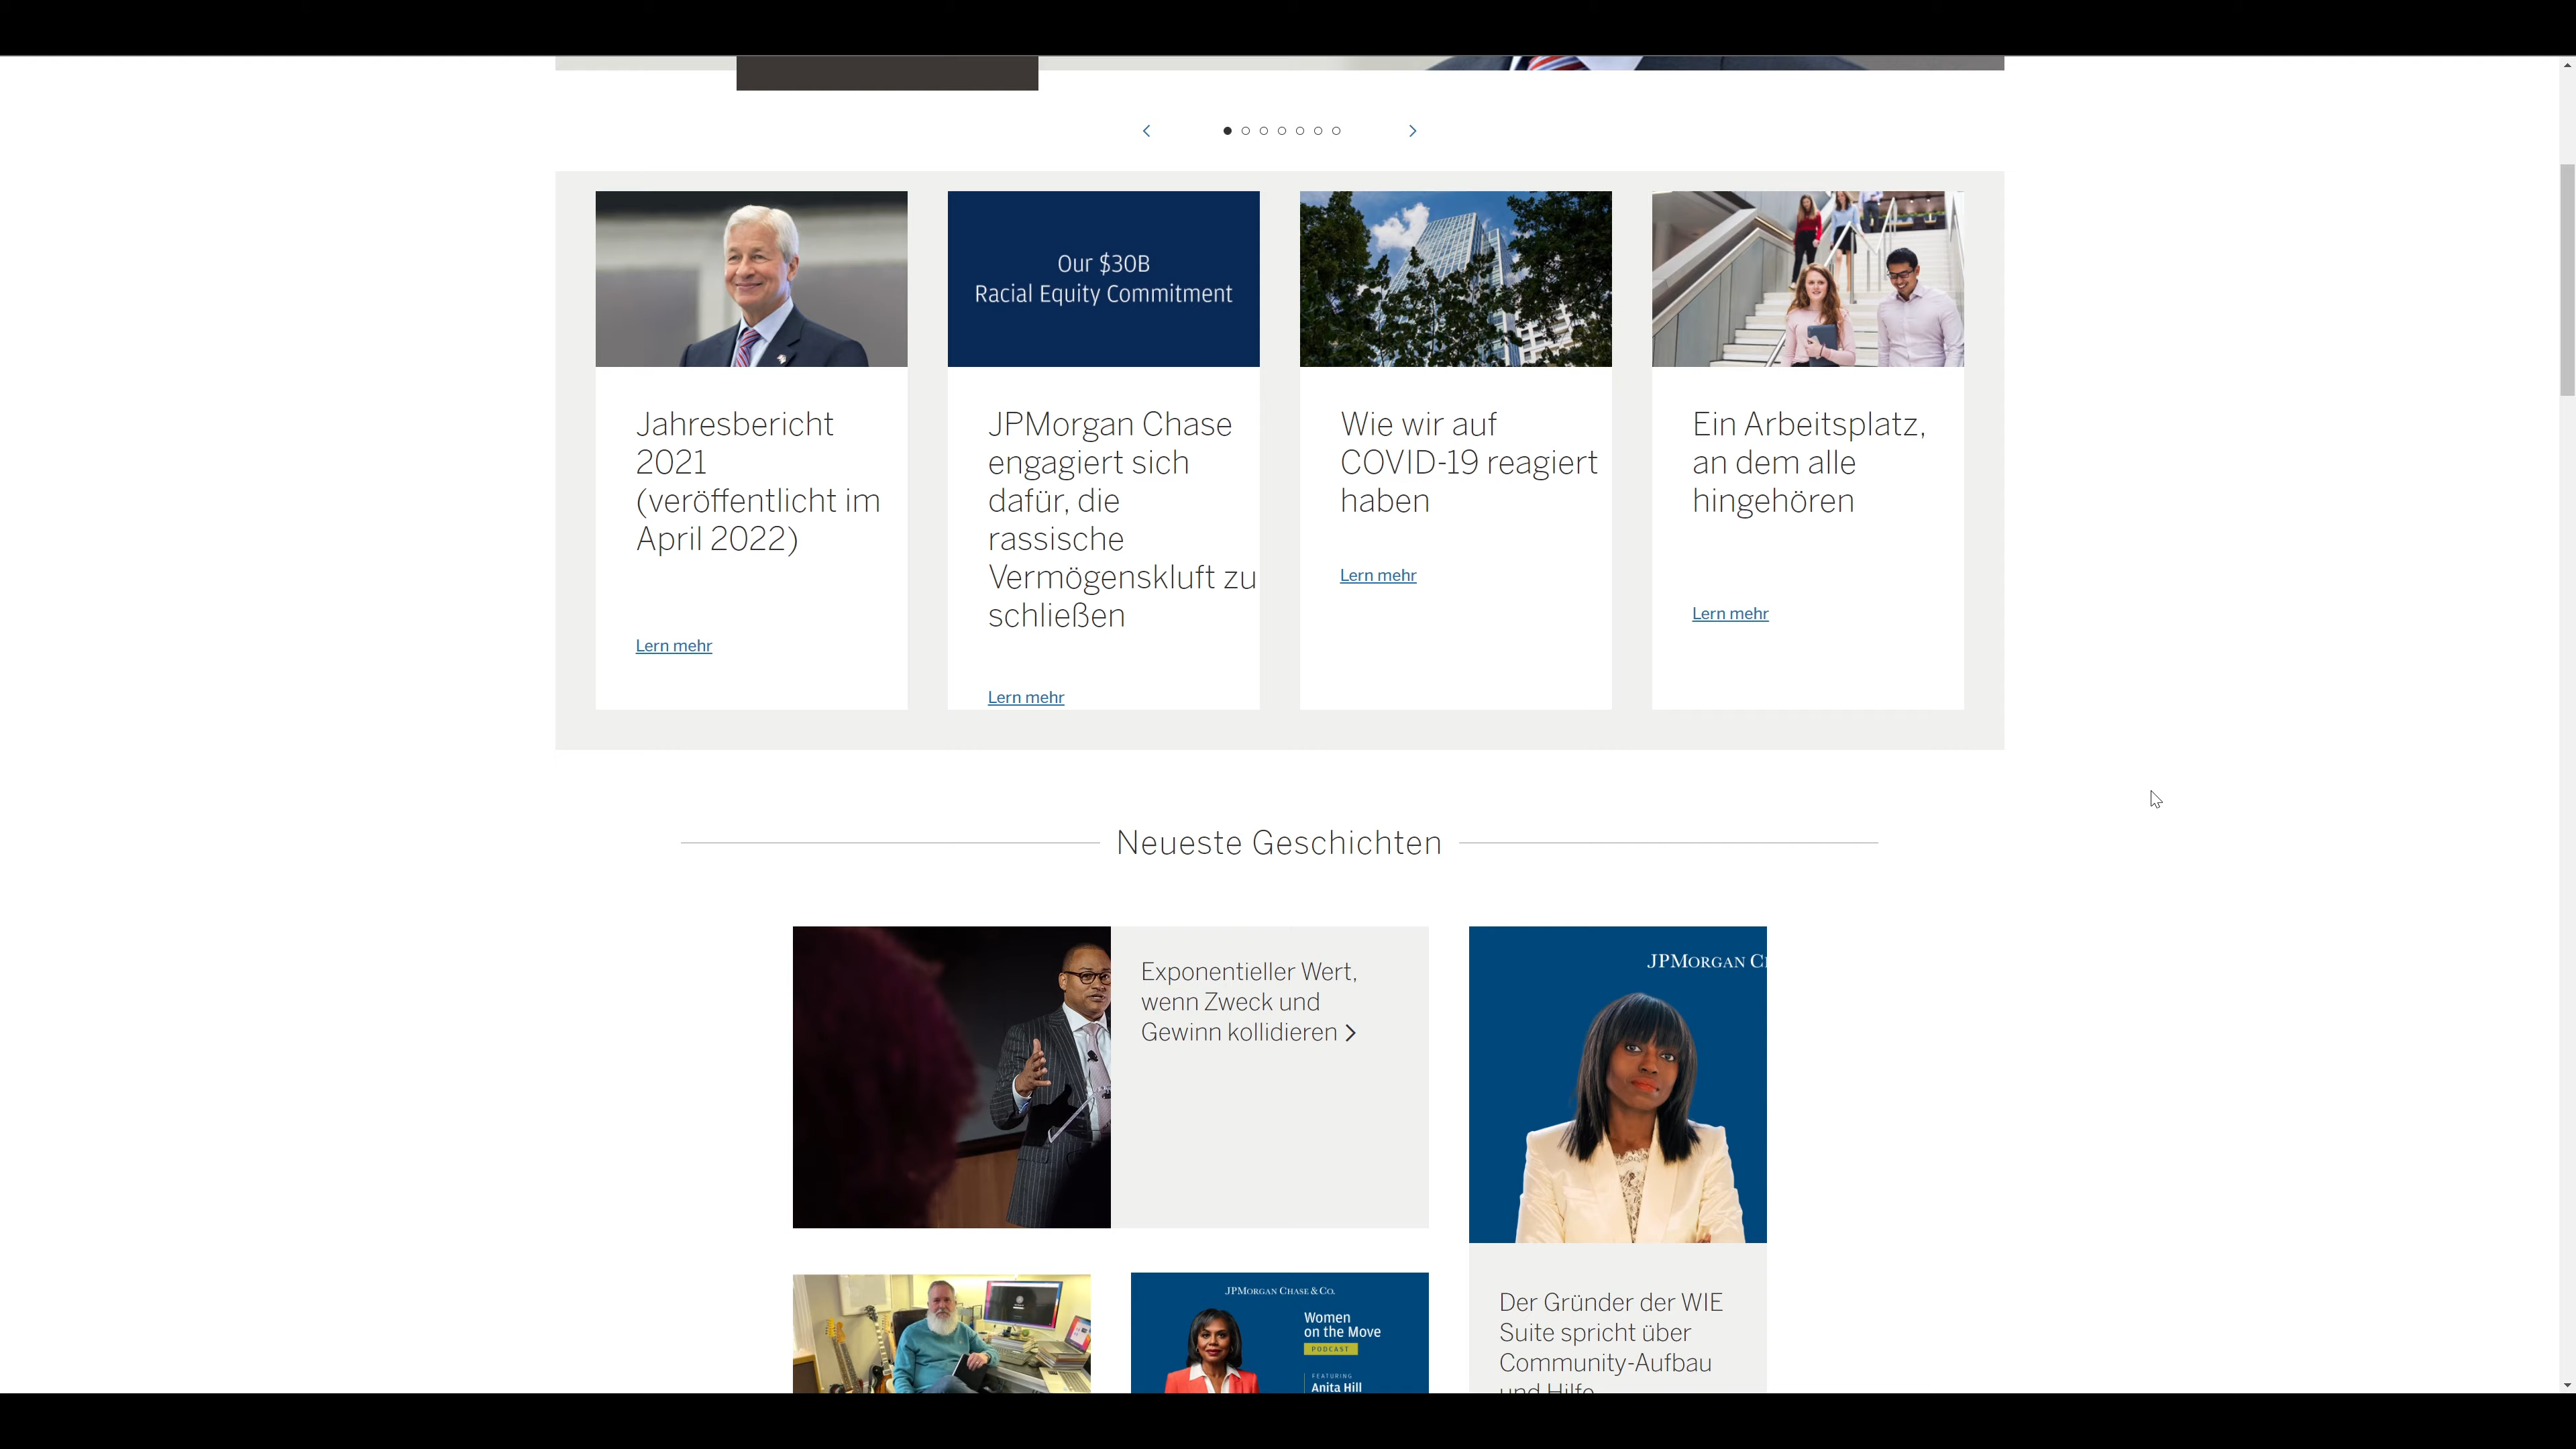 Our $30B
Racial Equity Commitment
Jahresbericht
2021
(veröffentlicht im
April 2022)
Lern mehr
JPMorgan Chase
engagiert sich
dafür, die
rassische
Vermögenskluft zu
schließen
Lern mehr
Wie wir auf
COVID-19 reagiert
haben
Lern mehr
Ein Arbeitsplatz,
an dem alle
hingehören
Lern mehr
Neueste Geschichten
Exponentieller Wert,
wenn Zweck und
Gewinn kollidieren
JPMORGAN C
Der Gründer der WIE
Suite spricht über
Community-Aufbau
und Hilfe
JPMORGAN CHASE & CO.
Women
on the Move
PODCAST
FEATURING
Anita Hill